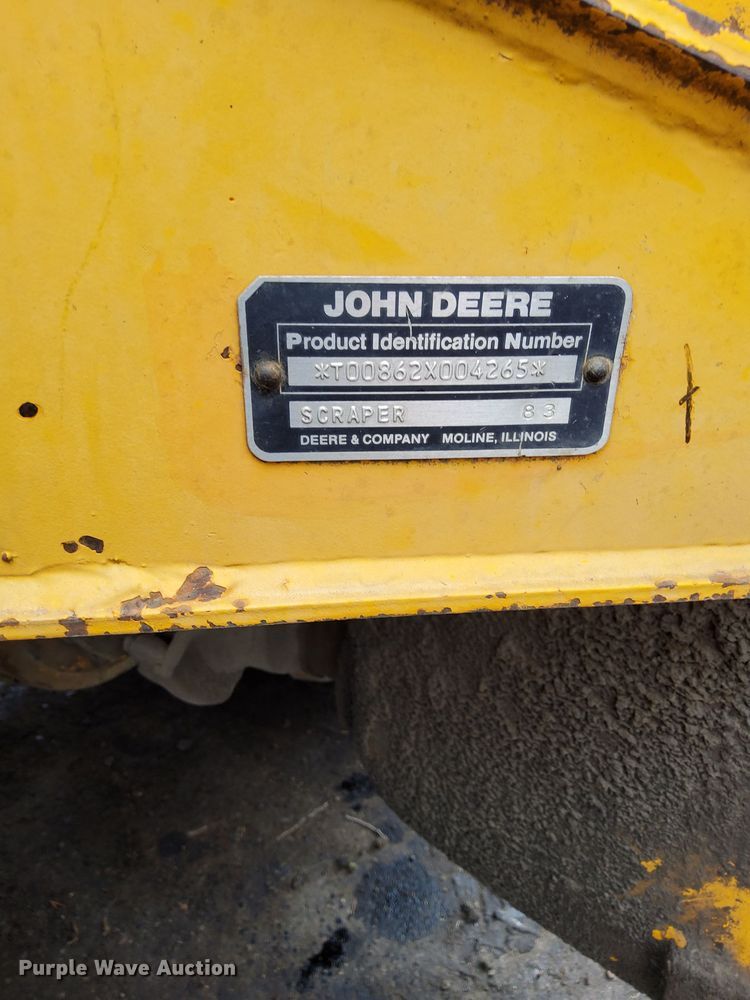 JOHN DEERE
Product Identification Number
*T00862X004265*
SCRAPER 83
DEERE & COMPANY MOLINE, ILLINOIS
Purple Wave Auction